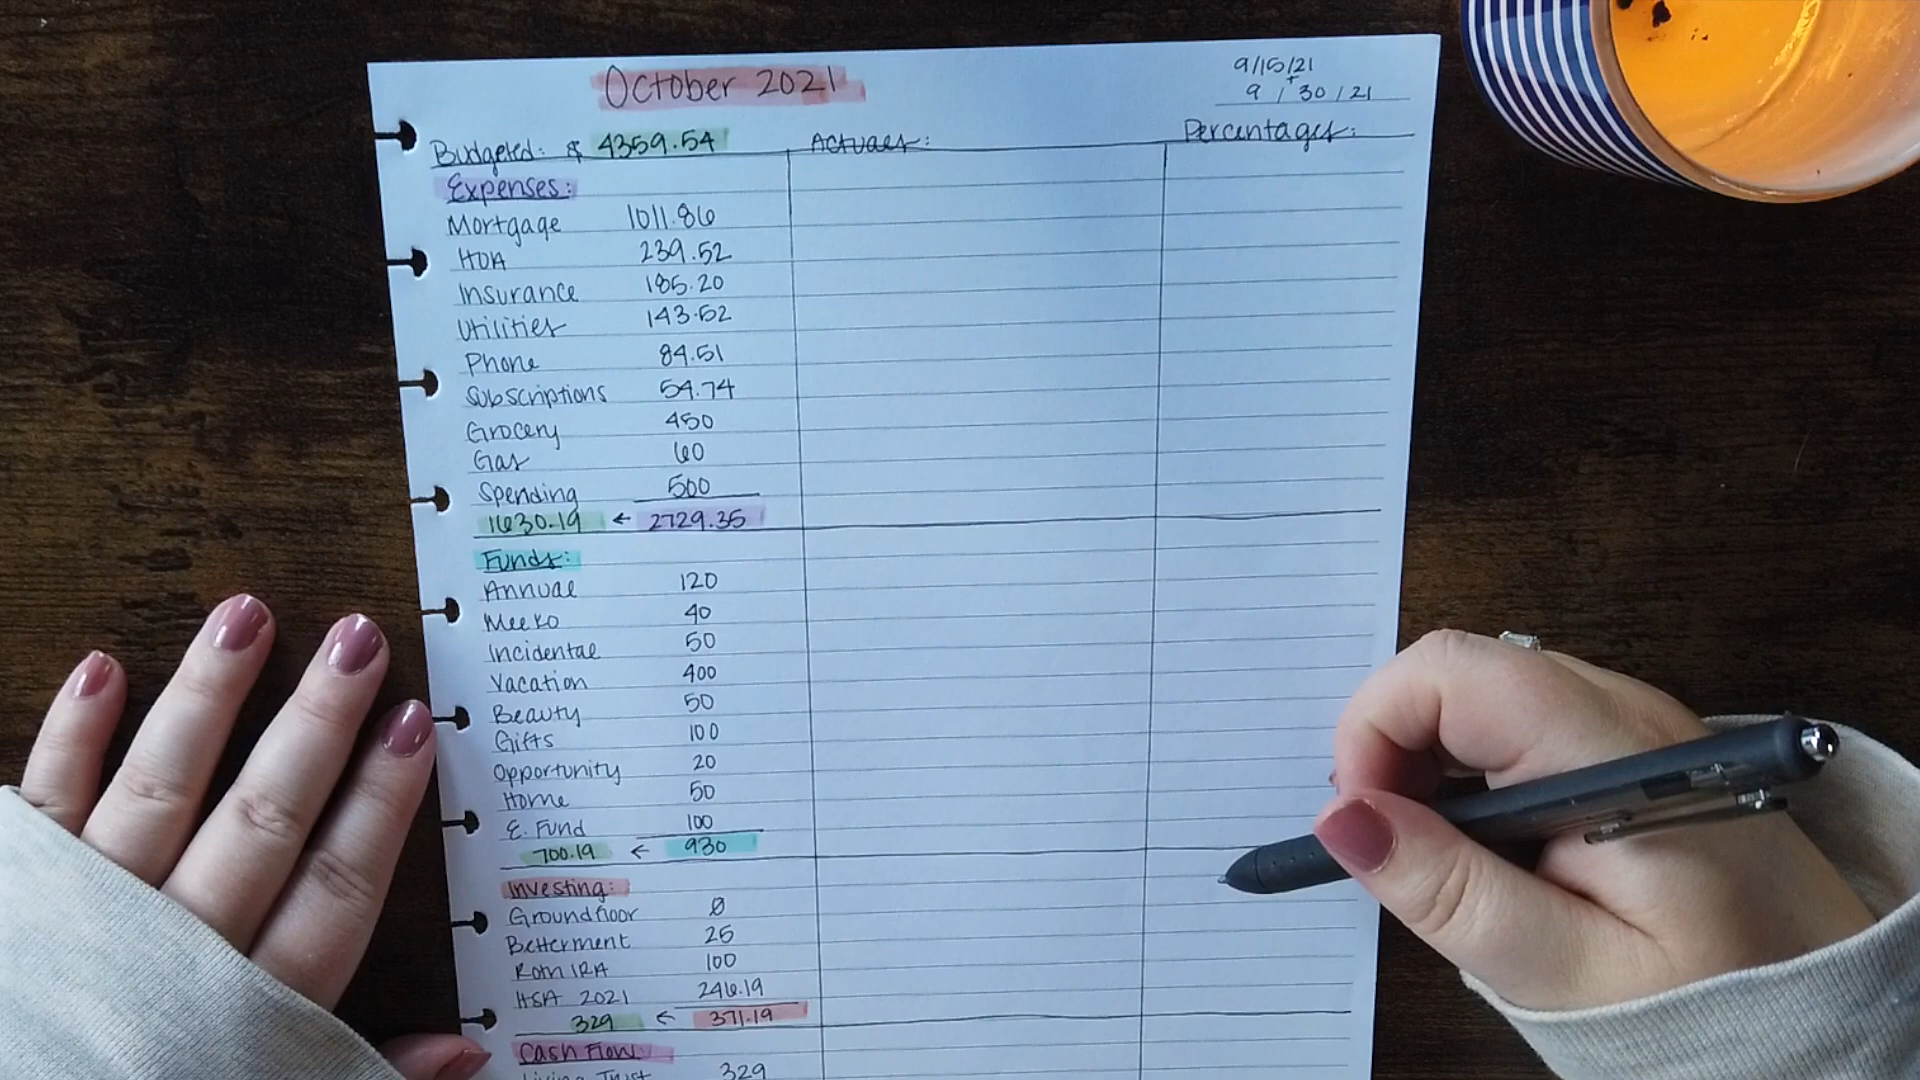 October 2021
9/15/21
+
9/30/21
Budgeted: $ 4359.54 Actuals: Percentages:
Expenses:
Mortgage 1011.86
HOA 239.52
Insurance 185.20
Utilities 143.52
Phone 84.51
Subscriptions 54.74
Grocery 450
Gas 60
Spending 500
1630.19 ← 2729.35
Funds:
Annual 120
Meeko 40
Incidental 50
Vacation 400
Beauty 50
Gifts 100
Opportunity 20
Home 50
E. Fund 100
700.19 ← 930
Investing:
Groundfloor Ø
Betterment 25
Roth IRA 100
HSA 2021 246.19
329 ← 371.19
Cash Flow:
Living Trust 329